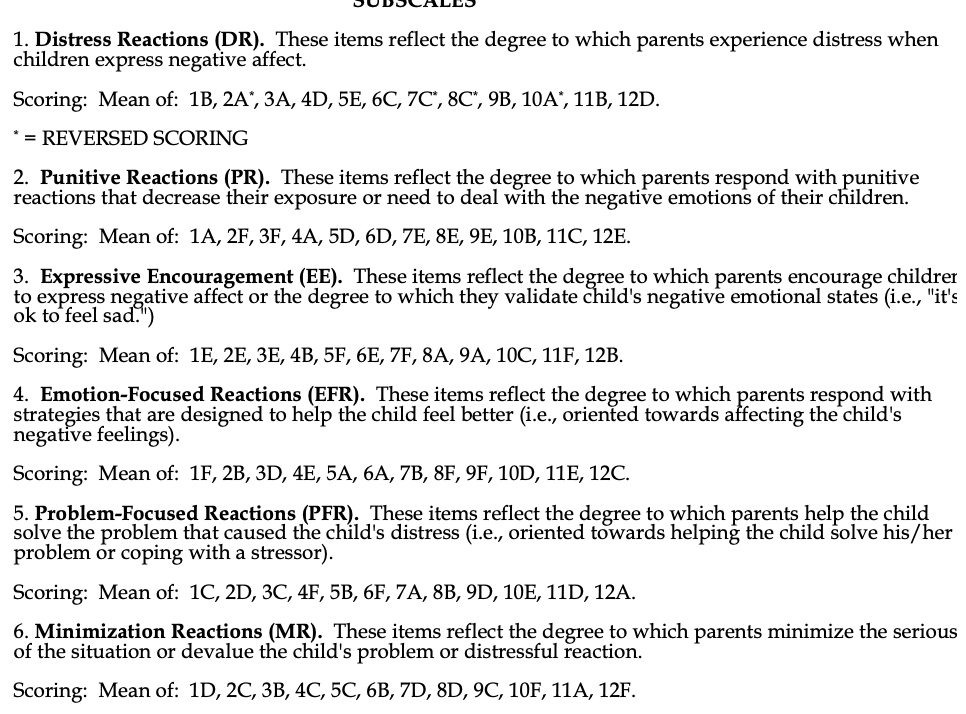 SUBSCALES
1. Distress Reactions (DR). These items reflect the degree to which parents experience distress when
children express negative affect.
Scoring: Mean of: 1B, 2A*, 3A, 4D, 5E, 6C, 7C*, 8C*, 9B, 10A*, 11B, 12D.
* = REVERSED SCORING
2. Punitive Reactions (PR). These items reflect the degree to which parents respond with punitive
reactions that decrease their exposure or need to deal with the negative emotions of their children.
Scoring: Mean of: 1A, 2F, 3F, 4A, 5D, 6D, 7E, 8E, 9E, 10B, 11C, 12E.
3. Expressive Encouragement (EE). These items reflect the degree to which parents encourage children
to express negative affect or the degree to which they validate child's negative emotional states (i.e., "it's
ok to feel sad.")
Scoring: Mean of: 1E, 2E, 3E, 4B, 5F, 6E, 7F, 8A, 9A, 10C, 11F, 12B.
4. Emotion-Focused Reactions (EFR). These items reflect the degree to which parents respond with
strategies that are designed to help the child feel better (i.e., oriented towards affecting the child's
negative feelings).
Scoring: Mean of: 1F, 2B, 3D, 4E, 5A, 6A, 7B, 8F, 9F, 10D, 11E, 12C.
5. Problem-Focused Reactions (PFR). These items reflect the degree to which parents help the child
solve the problem that caused the child's distress (i.e., oriented towards helping the child solve his/her
problem or coping with a stressor).
Scoring: Mean of: 1C, 2D, 3C, 4F, 5B, 6F, 7A, 8B, 9D, 10E, 11D, 12A.
6. Minimization Reactions (MR). These items reflect the degree to which parents minimize the serious
of the situation or devalue the child's problem or distressful reaction.
Scoring: Mean of: 1D, 2C, 3B, 4C, 5C, 6B, 7D, 8D, 9C, 10F, 11A, 12F.